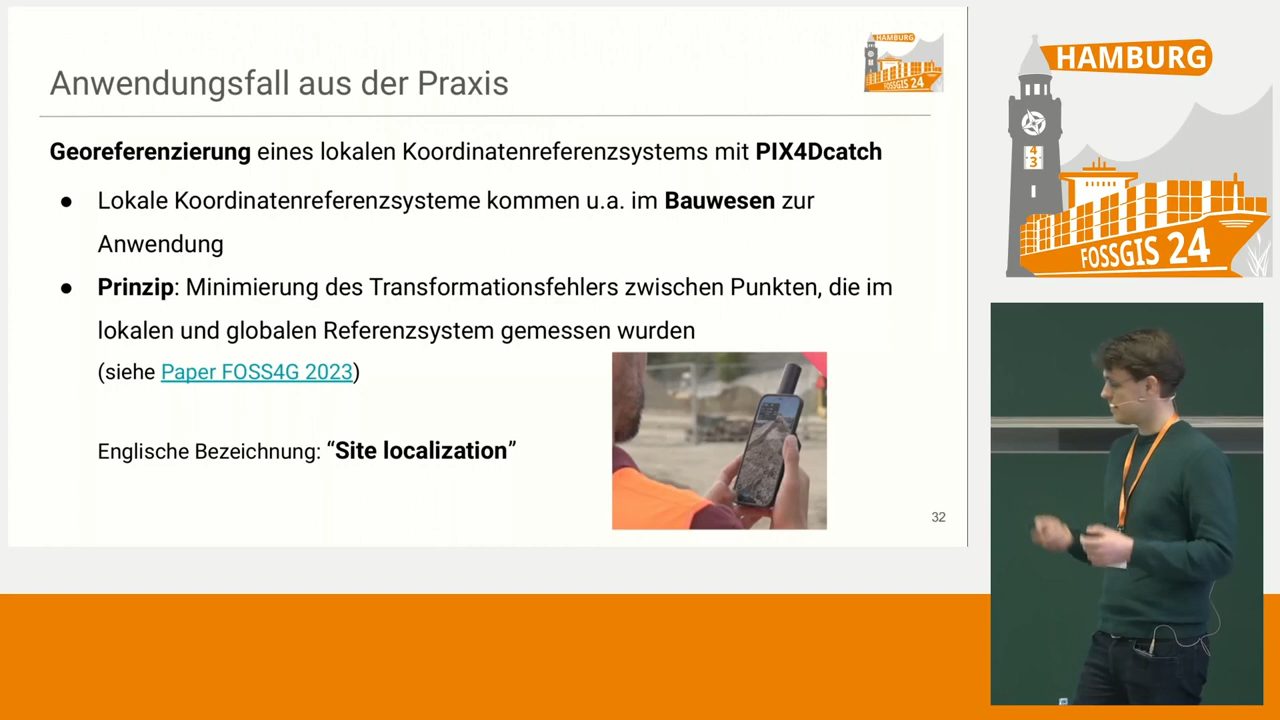 Anwendungsfall aus der Praxis
HAMBURG
FOSSGIS 24
Georeferenzierung eines lokalen Koordinatenreferenzsystems mit PIX4Dcatch
● Lokale Koordinatenreferenzsysteme kommen u.a. im Bauwesen zur
Anwendung
● Prinzip: Minimierung des Transformationsfehlers zwischen Punkten, die im
lokalen und globalen Referenzsystem gemessen wurden
(siehe Paper FOSS4G 2023)
Englische Bezeichnung: “Site localization”
32
HAMBURG
4
3
FOSSGIS 24